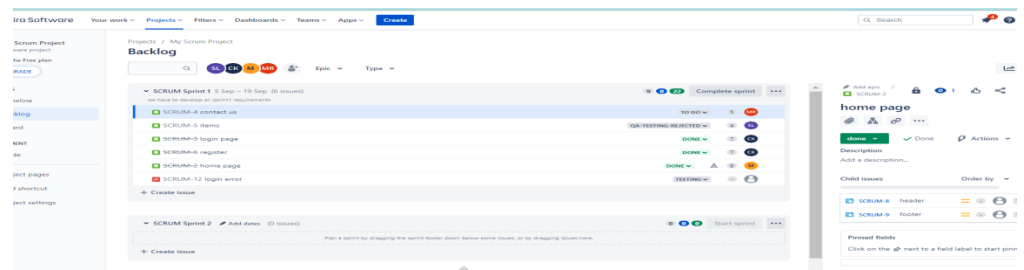 ira Software Your work Projects Filters Dashboards Teams Apps Create Search
Scrum Project
ware project
he Free plan
RADE
eline
klog
ard
ject pages
d shortcut
ject settings
Projects / My Scrum Project
Backlog
SL CK M MR Epic Type
SCRUM Sprint 1 5 Sep – 19 Sep (6 issues) 9 8 22 Complete sprint
we have to develop all sprint1 requirements
SCRUM-4 contact us TO DO 5 MR
SCRUM-5 items QA-TESTING-REJECTED SL
SCRUM-3 login page DONE CK
SCRUM-6 register DONE CK
SCRUM-2 home page DONE 8 M
SCRUM-12 login error TESTING
+ Create issue
SCRUM Sprint 2 Add dates (0 issues) 0 0 0 Start sprint
Plan a sprint by dragging the sprint footer down below some issues, or by dragging issues here.
+ Create issue
Add epic / SCRUM-2 1
home page
done Done Actions
Description
Add a description...
Child issues Order by
SCRUM-8 header
SCRUM-9 footer
Pinned fields
Click on the next to a field label to start pinn